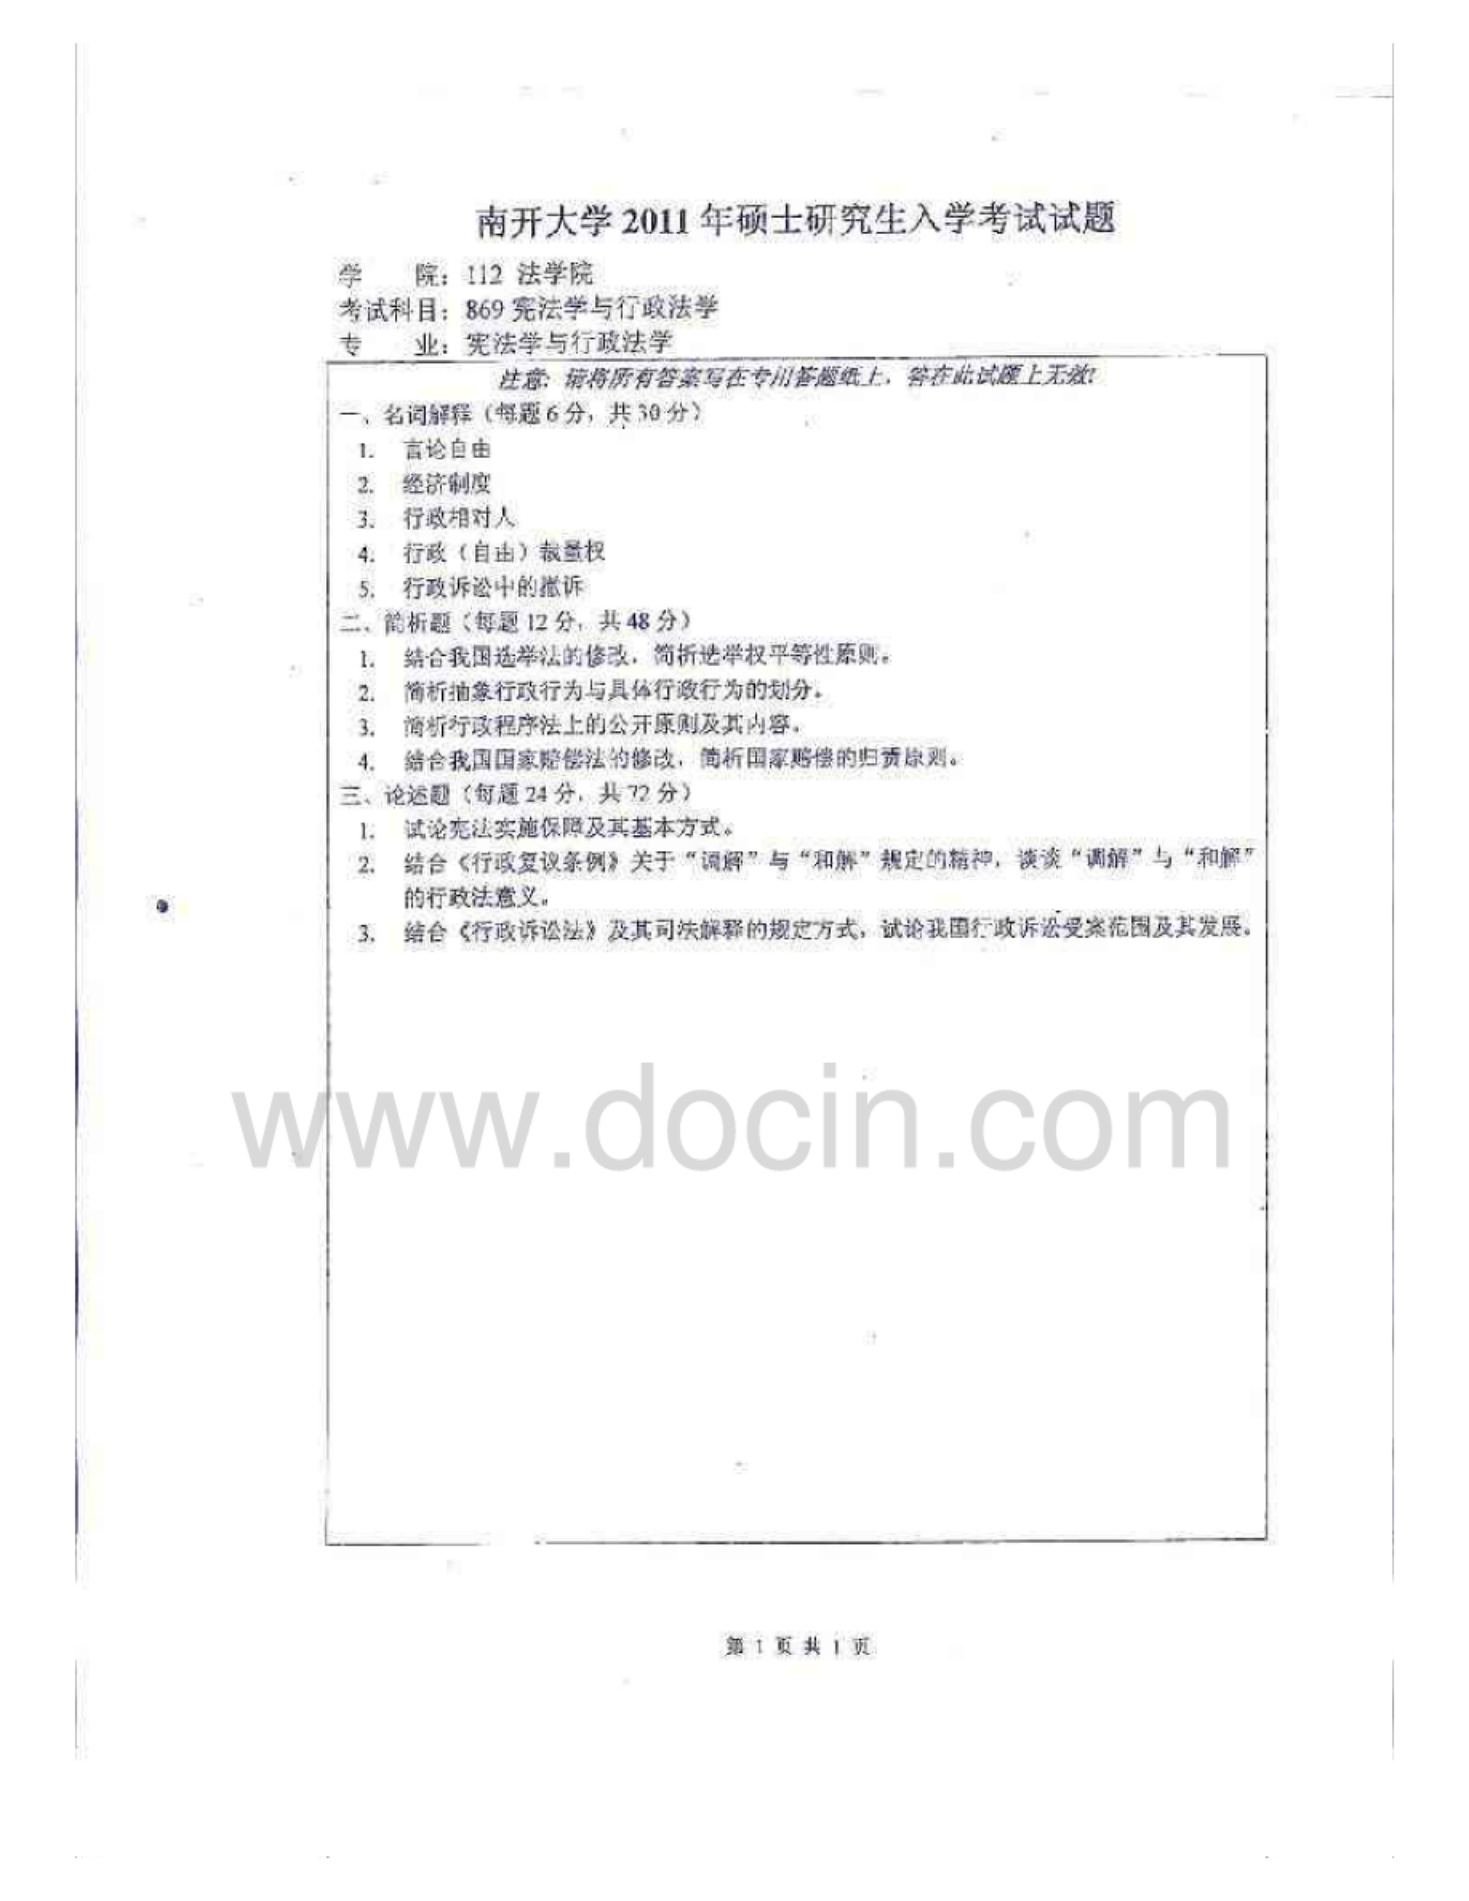 南开大学 2011 年硕士研究生入学考试试题
学 院：112 法学院
考试科目：869 宪法学与行政法学
专 业：宪法学与行政法学
注意：请将所有答案写在专用答题纸上，答在此试题上无效!
一、名词解释（每题 6 分，共 30 分）
1. 言论自由
2. 经济制度
3. 行政相对人
4. 行政（自由）裁量权
5. 行政诉讼中的撤诉
二、简析题（每题 12 分，共 48 分）
1. 结合我国选举法的修改，简析选举权平等性原则。
2. 简析抽象行政行为与具体行政行为的划分。
3. 简析行政程序法上的公开原则及其内容。
4. 结合我国国家赔偿法的修改，简析国家赔偿的归责原则。
三、论述题（每题 24 分，共 72 分）
1. 试论宪法实施保障及其基本方式。
2. 结合《行政复议条例》关于“调解”与“和解”规定的精神，谈谈“调解”与“和解”
的行政法意义。
3. 结合《行政诉讼法》及其司法解释的规定方式，试论我国行政诉讼受案范围及其发展。
www.docin.com
第 1 页 共 1 页